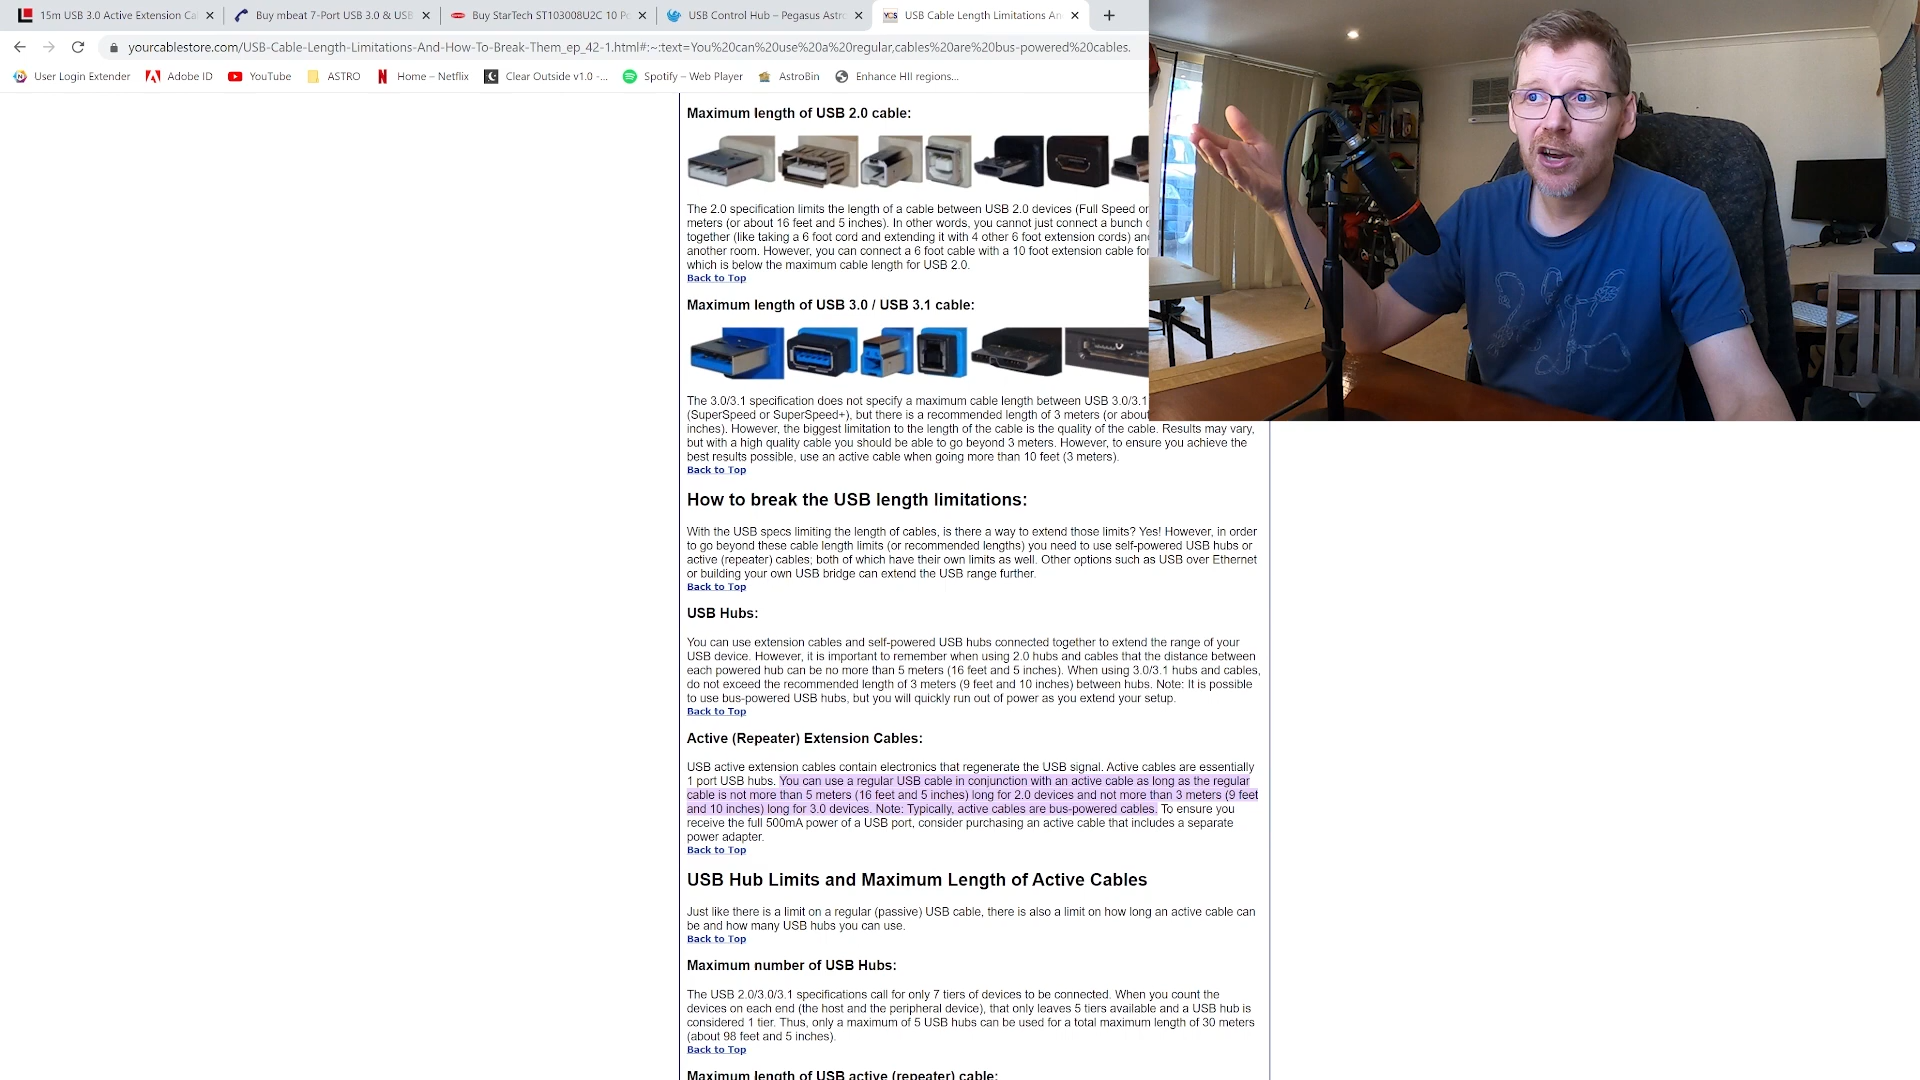 15m USB 3.0 Active Extension Ca
Buy mbeat 7-Port USB 3.0 & USB
Buy StarTech ST103008U2C 10 Po
USB Control Hub – Pegasus Astro
USB Cable Length Limitations An
yourcablestore.com/USB-Cable-Length-Limitations-And-How-To-Break-Them_ep_42-1.html#:~:text=You%20can%20use%20a%20regular,cables%20are%20bus-powered%20cables.
User Login Extender
Adobe ID
YouTube
ASTRO
Home – Netflix
Clear Outside v1.0 -...
Spotify – Web Player
AstroBin
Enhance HII regions...
Maximum length of USB 2.0 cable:
The 2.0 specification limits the length of a cable between USB 2.0 devices (Full Speed or
meters (or about 16 feet and 5 inches). In other words, you cannot just connect a bunch
together (like taking a 6 foot cord and extending it with 4 other 6 foot extension cords) and
another room. However, you can connect a 6 foot cable with a 10 foot extension cable for
which is below the maximum cable length for USB 2.0.
Back to Top
Maximum length of USB 3.0 / USB 3.1 cable:
The 3.0/3.1 specification does not specify a maximum cable length between USB 3.0/3.1
(SuperSpeed or SuperSpeed+), but there is a recommended length of 3 meters (or about
inches). However, the biggest limitation to the length of the cable is the quality of the cable. Results may vary,
but with a high quality cable you should be able to go beyond 3 meters. However, to ensure you achieve the
best results possible, use an active cable when going more than 10 feet (3 meters).
Back to Top
How to break the USB length limitations:
With the USB specs limiting the length of cables, is there a way to extend those limits? Yes! However, in order
to go beyond these cable length limits (or recommended lengths) you need to use self-powered USB hubs or
active (repeater) cables; both of which have their own limits as well. Other options such as USB over Ethernet
or building your own USB bridge can extend the USB range further.
Back to Top
USB Hubs:
You can use extension cables and self-powered USB hubs connected together to extend the range of your
USB device. However, it is important to remember when using 2.0 hubs and cables that the distance between
each powered hub can be no more than 5 meters (16 feet and 5 inches). When using 3.0/3.1 hubs and cables,
do not exceed the recommended length of 3 meters (9 feet and 10 inches) between hubs. Note: It is possible
to use bus-powered USB hubs, but you will quickly run out of power as you extend your setup.
Back to Top
Active (Repeater) Extension Cables:
USB active extension cables contain electronics that regenerate the USB signal. Active cables are essentially
1 port USB hubs. You can use a regular USB cable in conjunction with an active cable as long as the regular
cable is not more than 5 meters (16 feet and 5 inches) long for 2.0 devices and not more than 3 meters (9 feet
and 10 inches) long for 3.0 devices. Note: Typically, active cables are bus-powered cables. To ensure you
receive the full 500mA power of a USB port, consider purchasing an active cable that includes a separate
power adapter.
Back to Top
USB Hub Limits and Maximum Length of Active Cables
Just like there is a limit on a regular (passive) USB cable, there is also a limit on how long an active cable can
be and how many USB hubs you can use.
Back to Top
Maximum number of USB Hubs:
The USB 2.0/3.0/3.1 specifications call for only 7 tiers of devices to be connected. When you count the
devices on each end (the host and the peripheral device), that only leaves 5 tiers available and a USB hub is
considered 1 tier. Thus, only a maximum of 5 USB hubs can be used for a total maximum length of 30 meters
(about 98 feet and 5 inches).
Back to Top
Maximum length of USB active (repeater) cable: